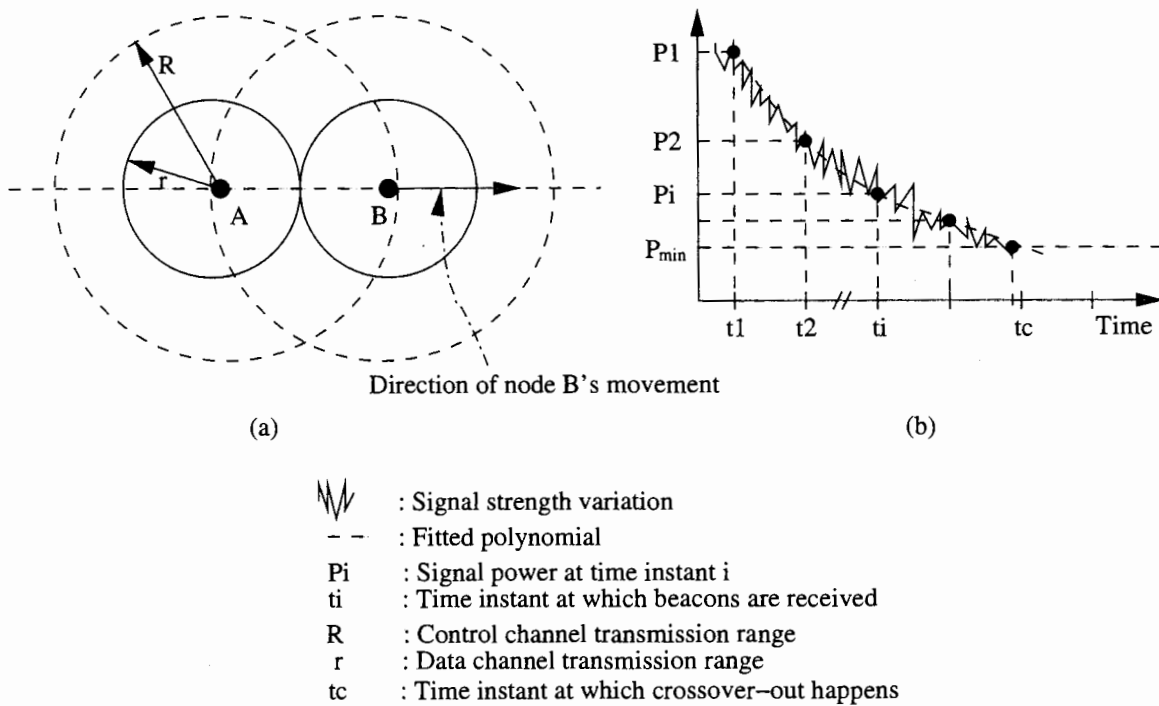 R
r
A
B
Direction of node B's movement
(a)
P1
P2
Pi
Pmin
t1 t2 ti tc Time
(b)
: Signal strength variation
: Fitted polynomial
Pi : Signal power at time instant i
ti : Time instant at which beacons are received
R : Control channel transmission range
r : Data channel transmission range
tc : Time instant at which crossover–out happens